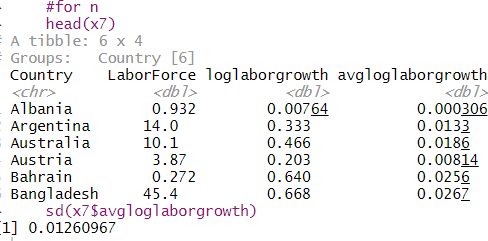 #for n
head(x7)
# A tibble: 6 x 4
# Groups: Country [6]
Country LaborForce loglaborgrowth avgloglaborgrowth
<chr> <dbl> <dbl> <dbl>
Albania 0.932 0.00764 0.000306
Argentina 14.0 0.333 0.0133
Australia 10.1 0.466 0.0186
Austria 3.87 0.203 0.00814
Bahrain 0.272 0.640 0.0256
Bangladesh 45.4 0.668 0.0267
sd(x7$avgloglaborgrowth)
[1] 0.01260967